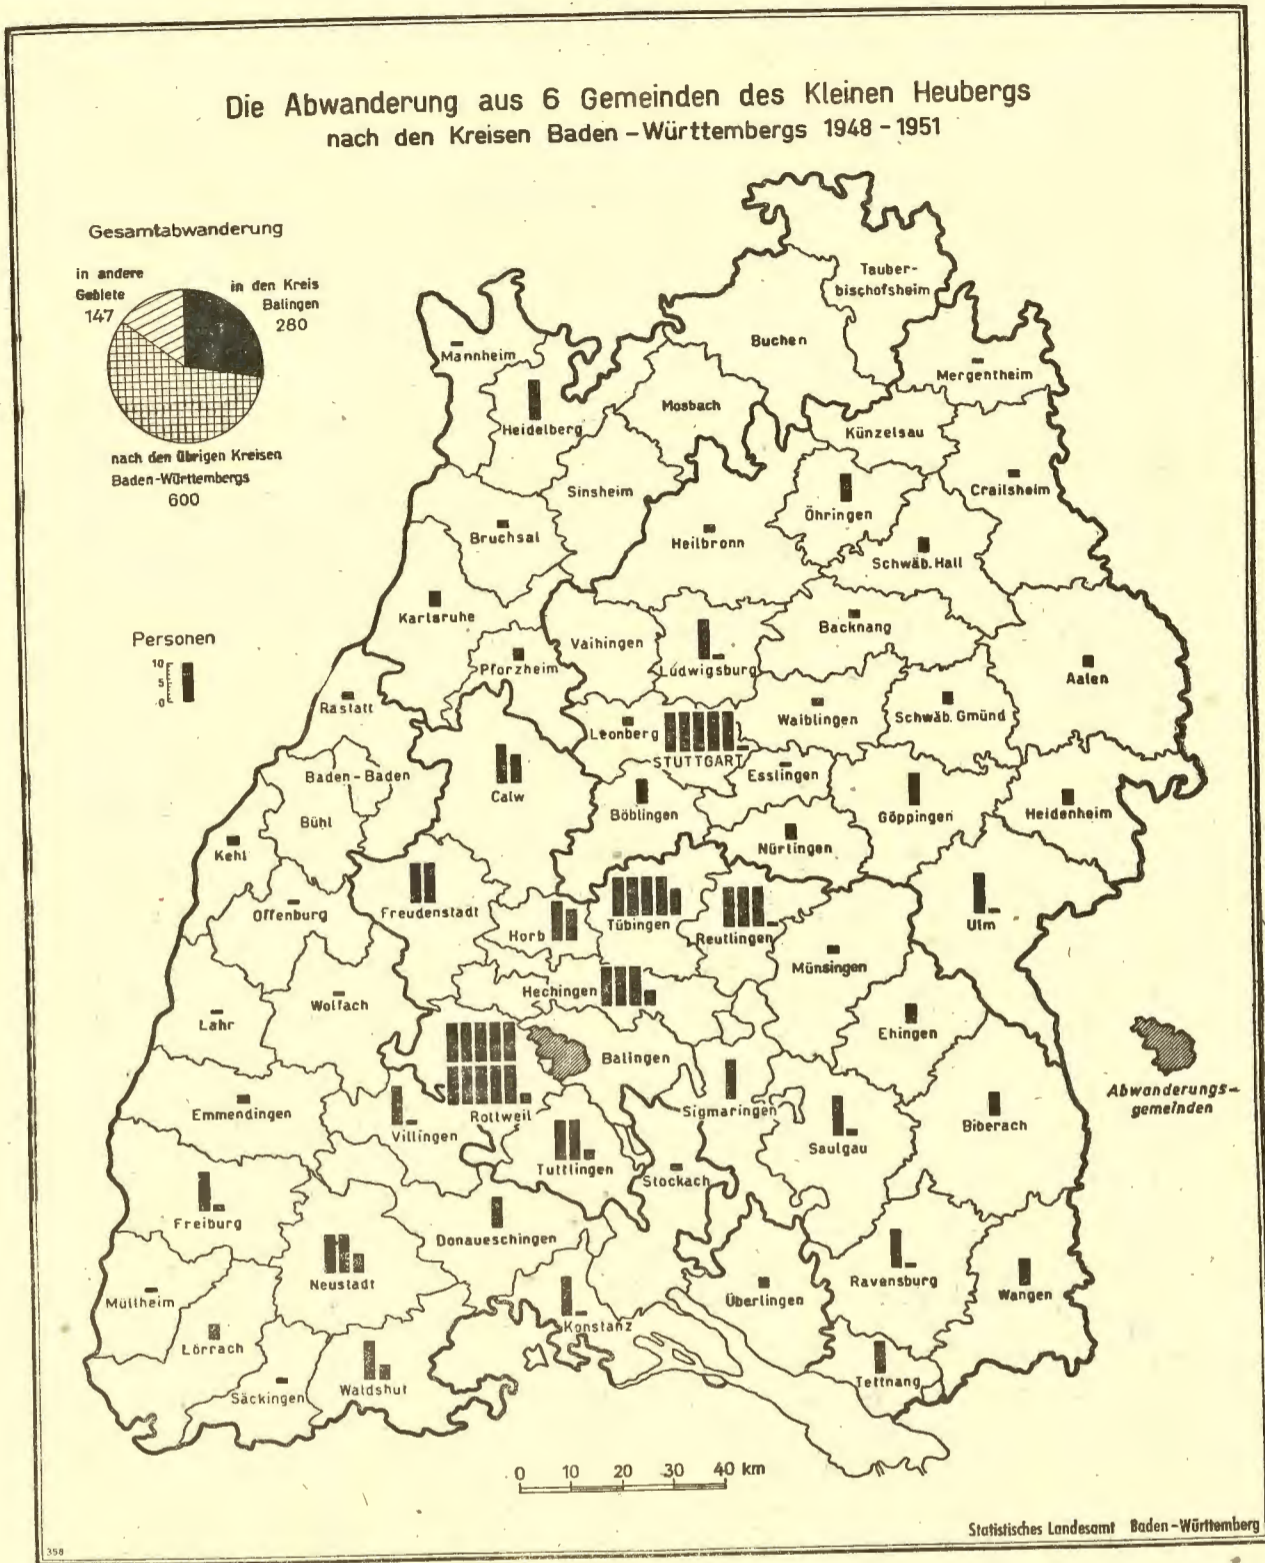 Die Abwanderung aus 6 Gemeinden des Kleinen Heubergs
nach den Kreisen Baden-Württembergs 1948-1951
Gesamtabwanderung
in andere
Gebiete
147
in den Kreis
Balingen
280
nach den übrigen Kreisen
Baden-Württembergs
600
Personen
10
5
0
Tauber-
bischofsheim
Buchen
Mannheim
Mergentheim
Mosbach
Heidelberg
Künzelsau
Sinsheim
Crailsheim
Öhringen
Bruchsal
Heilbronn
Schwäb. Hall
Karlsruhe
Backnang
Vaihingen
Pforzheim
Ludwigsburg
Aalen
Rastatt
Leonberg
Waiblingen
Schwäb. Gmünd
STUTTGART
Baden-Baden
Esslingen
Calw
Böblingen
Göppingen
Heidenheim
Bühl
Nürtingen
Kehl
Offenburg
Freudenstadt
Horb
Tübingen
Reutlingen
Ulm
Münsingen
Hechingen
Wolfach
Lahr
Ehingen
Balingen
Abwanderungs-
gemeinden
Emmendingen
Villingen
Rottweil
Sigmaringen
Saulgau
Biberach
Tuttlingen
Stockach
Freiburg
Donaueschingen
Neustadt
Ravensburg
Wangen
Müllheim
Überlingen
Konstanz
Lörrach
Säckingen
Waldshut
Tettnang
0 10 20 30 40 km
Statistisches Landesamt Baden-Württemberg
358